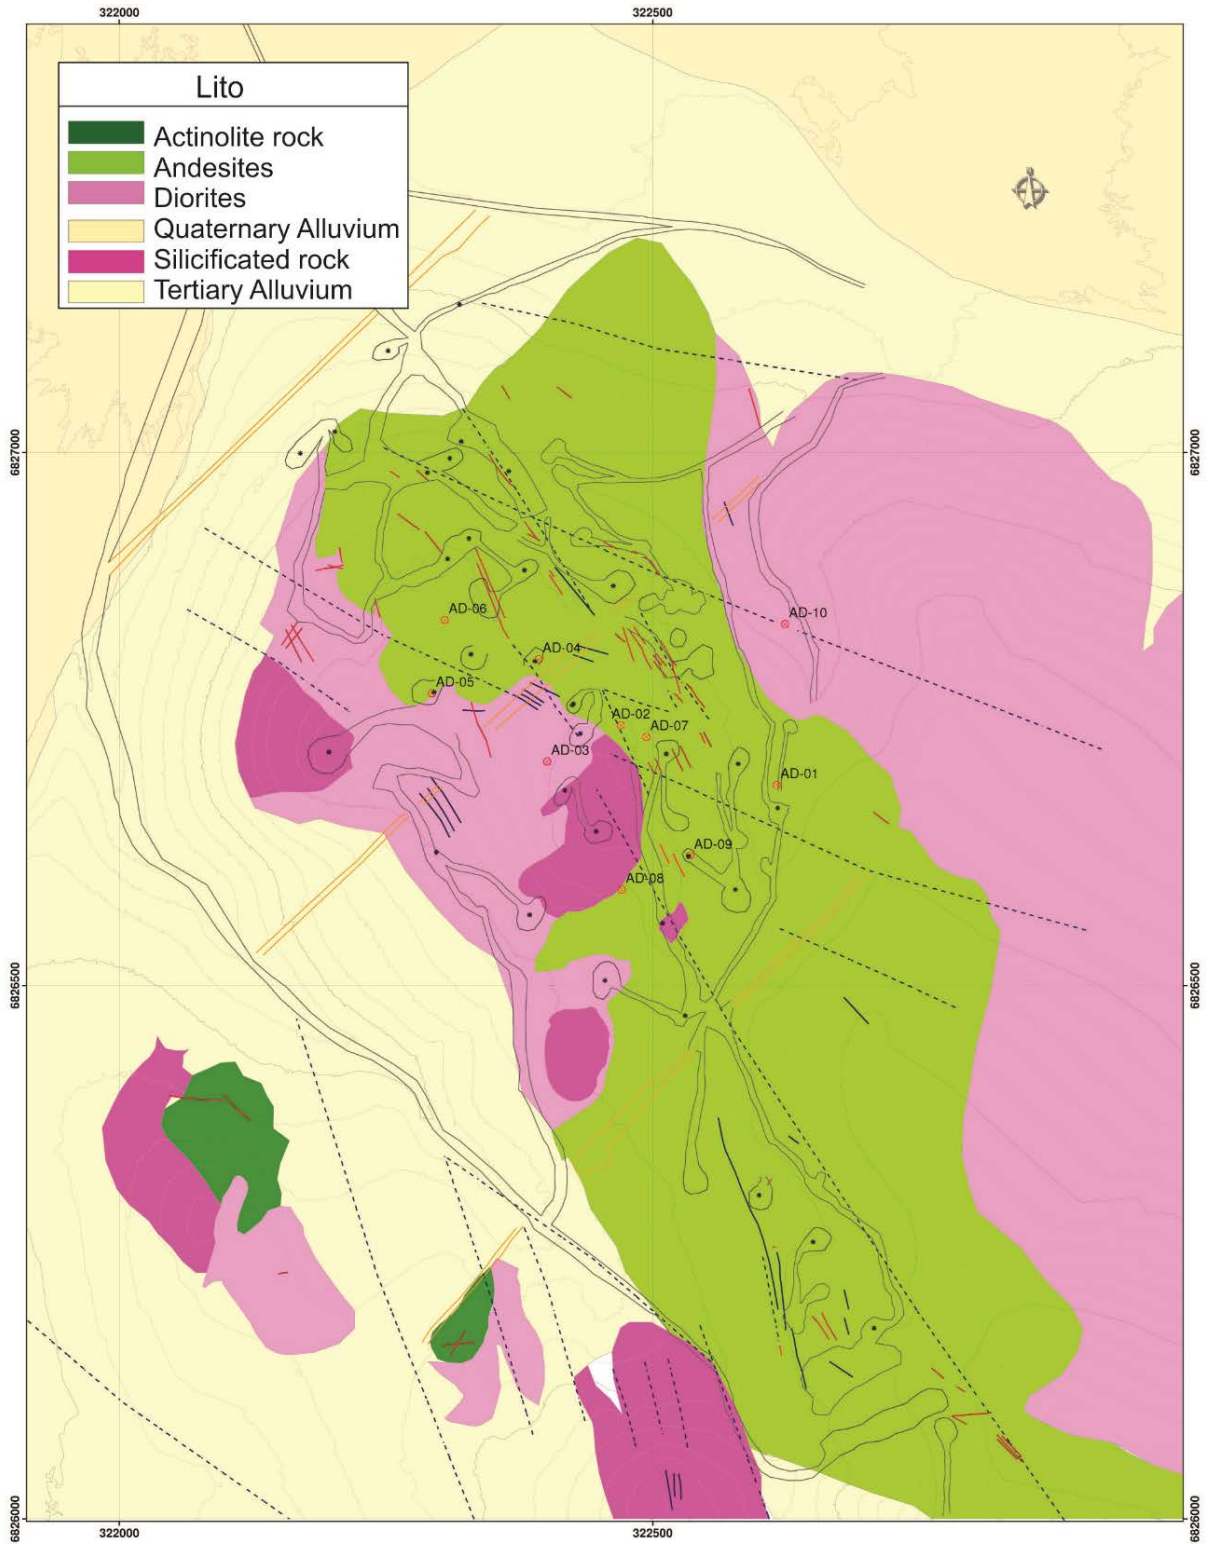 322000
322500
Lito
Actinolite rock
Andesites
Diorites
Quaternary Alluvium
Silicificated rock
Tertiary Alluvium
6827000
6827000
AD-06
AD-10
AD-04
AD-05
AD-02
AD-07
AD-03
AD-01
AD-09
AD-08
6826500
6826500
6826000
6826000
322000
322500